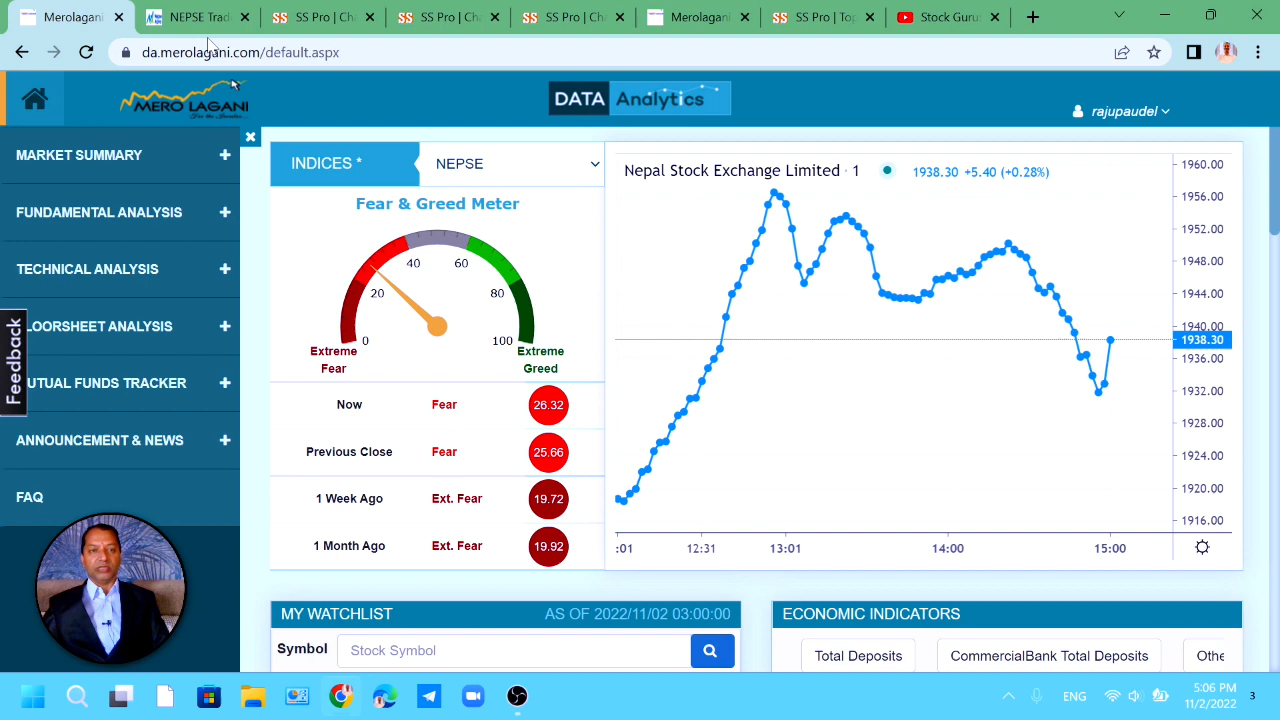 Merolagani
NEPSE Trad
SS Pro | Cha
SS Pro | Cha
SS Pro | Cha
Merolagani
SS Pro | Top
Stock Guru
da.merolagani.com/default.aspx
MERO LAGANI
DATA Analytics
rajupaudel
MARKET SUMMARY
FUNDAMENTAL ANALYSIS
TECHNICAL ANALYSIS
LOORSHEET ANALYSIS
UTUAL FUNDS TRACKER
ANNOUNCEMENT & NEWS
FAQ
Feedback
INDICES *
NEPSE
Fear & Greed Meter
0
20
40
60
80
100
Extreme Fear
Extreme Greed
Now Fear 26.32
Previous Close Fear 25.66
1 Week Ago Ext. Fear 19.72
1 Month Ago Ext. Fear 19.92
Nepal Stock Exchange Limited · 1
1938.30 +5.40 (+0.28%)
1960.00
1956.00
1952.00
1948.00
1944.00
1940.00
1938.30
1936.00
1932.00
1928.00
1924.00
1920.00
1916.00
:01 12:31 13:01 14:00 15:00
MY WATCHLIST AS OF 2022/11/02 03:00:00
Symbol Stock Symbol
ECONOMIC INDICATORS
Total Deposits CommercialBank Total Deposits Othe
ENG
5:06 PM
11/2/2022
3